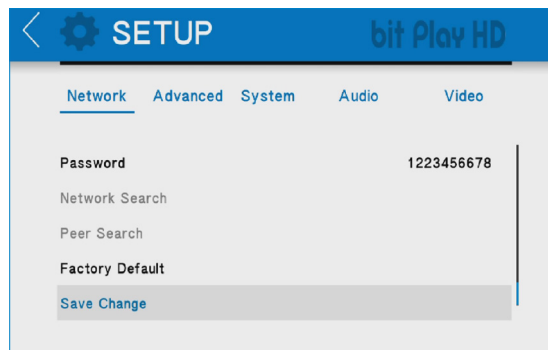 SETUP bit Play HD
Network Advanced System Audio Video
Password 1223456678
Network Search
Peer Search
Factory Default
Save Change